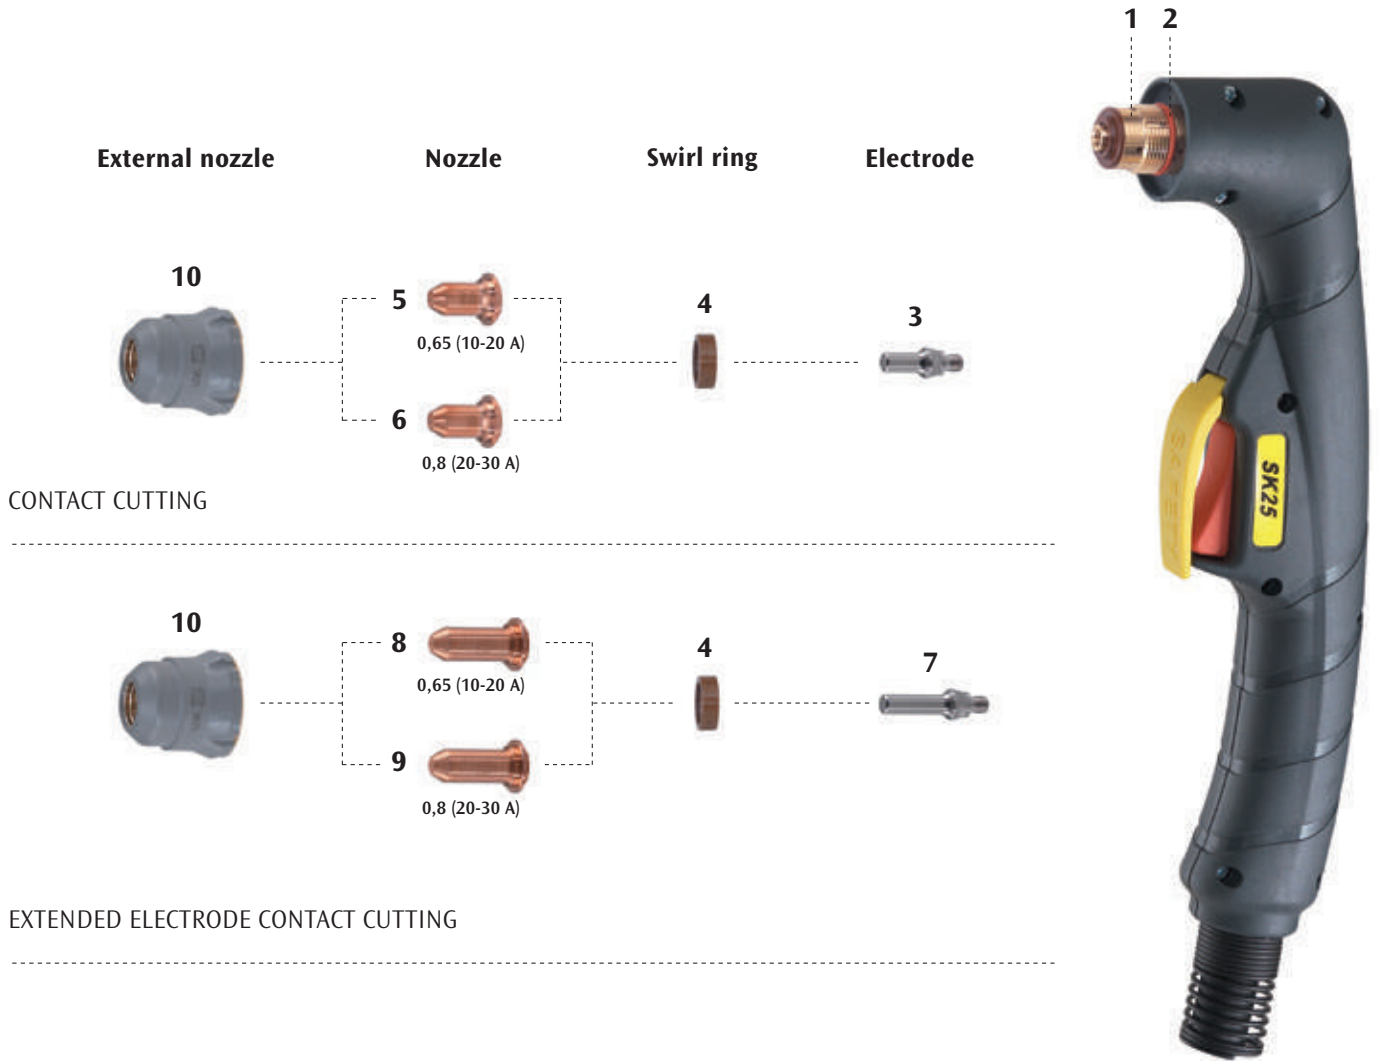 1 2
External nozzle Nozzle Swirl ring Electrode
10
5
0,65 (10-20 A)
4
3
6
0,8 (20-30 A)
CONTACT CUTTING
SK25
10
8
0,65 (10-20 A)
4
7
9
0,8 (20-30 A)
EXTENDED ELECTRODE CONTACT CUTTING